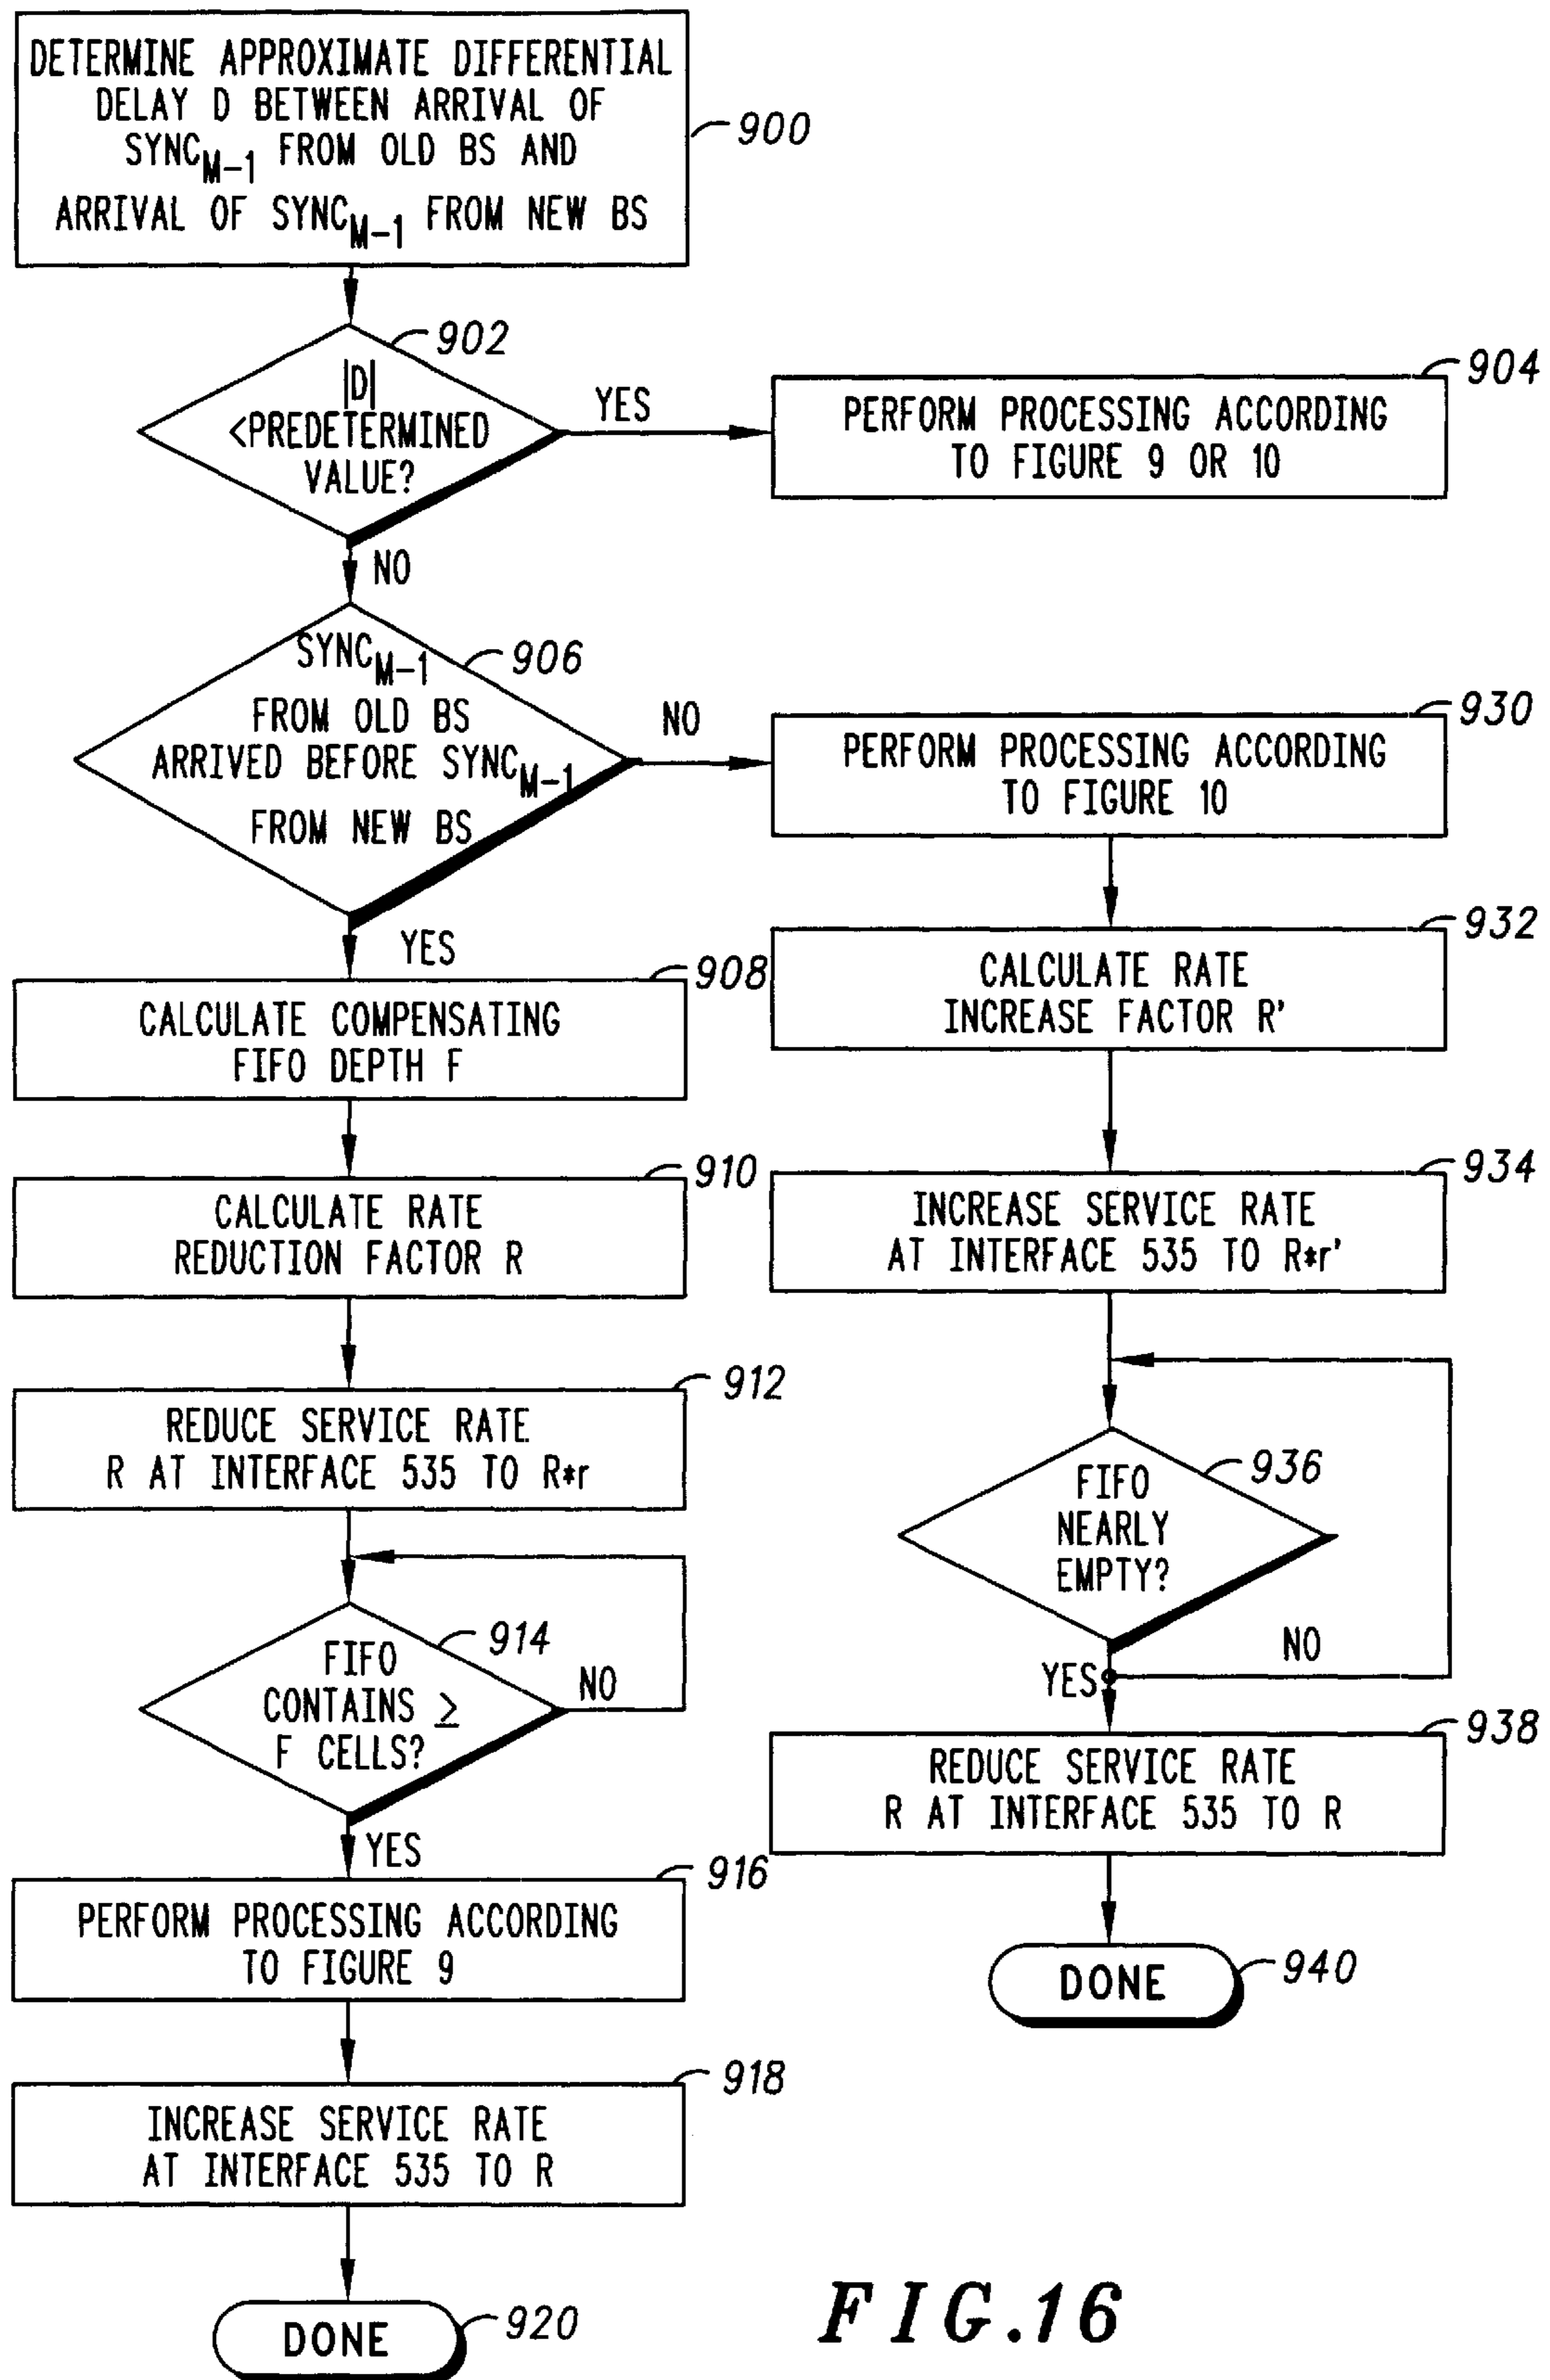 DETERMINE APPROXIMATE DIFFERENTIAL
DELAY D BETWEEN ARRIVAL OF
SYNC_M-1 FROM OLD BS AND
ARRIVAL OF SYNC_M-1 FROM NEW BS
900
902
|D|
<PREDETERMINED
VALUE?
YES
904
PERFORM PROCESSING ACCORDING
TO FIGURE 9 OR 10
NO
SYNC_M-1
FROM OLD BS
ARRIVED BEFORE SYNC_M-1
FROM NEW BS
906
NO
930
PERFORM PROCESSING ACCORDING
TO FIGURE 10
YES
908
CALCULATE COMPENSATING
FIFO DEPTH F
932
CALCULATE RATE
INCREASE FACTOR R'
910
CALCULATE RATE
REDUCTION FACTOR R
934
INCREASE SERVICE RATE
AT INTERFACE 535 TO R*r'
912
REDUCE SERVICE RATE
R AT INTERFACE 535 TO R*r
936
FIFO
NEARLY
EMPTY?
NO
YES
914
FIFO
CONTAINS ≥
F CELLS?
NO
YES
938
REDUCE SERVICE RATE
R AT INTERFACE 535 TO R
916
PERFORM PROCESSING ACCORDING
TO FIGURE 9
DONE
940
918
INCREASE SERVICE RATE
AT INTERFACE 535 TO R
DONE
920
FIG.16